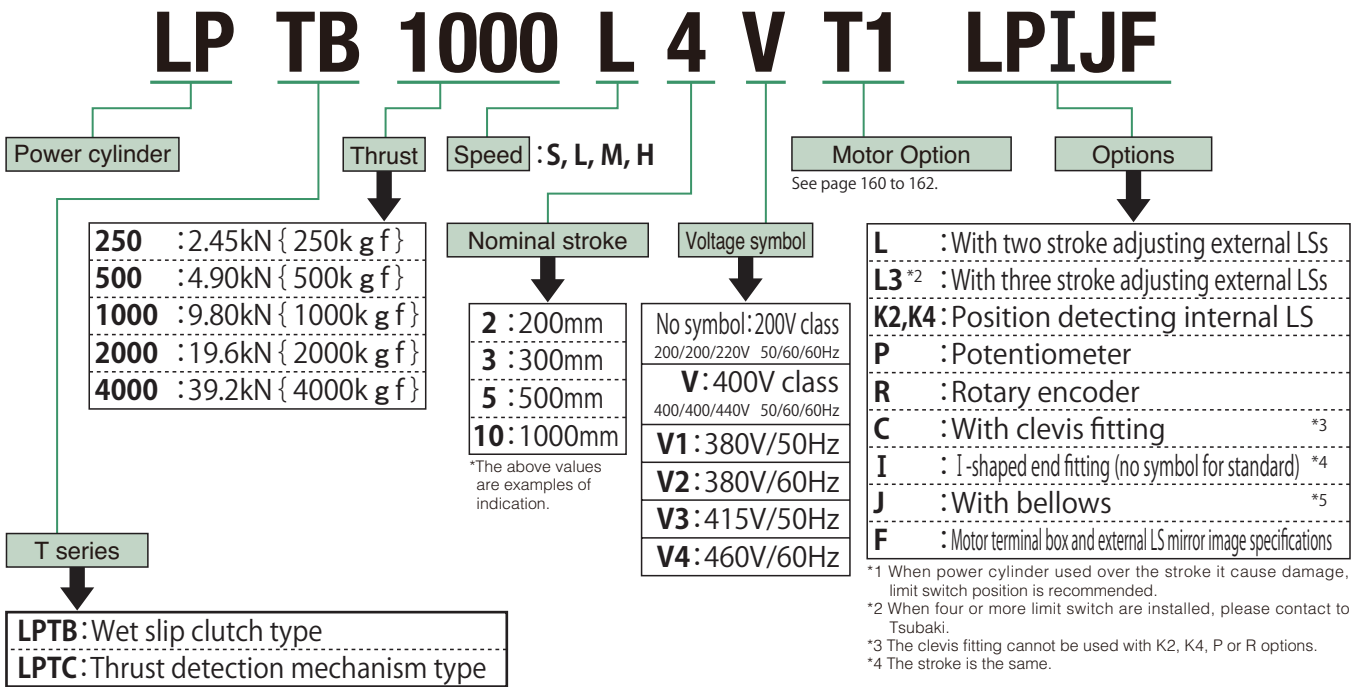 LP TB 1000 L 4 V T1 LPIJF
Power cylinder
Thrust
Speed :S, L, M, H
Motor Option
See page 160 to 162.
Options
250 :2.45kN{250kgf}
500 :4.90kN{500kgf}
1000 :9.80kN{1000kgf}
2000 :19.6kN{2000kgf}
4000 :39.2kN{4000kgf}
Nominal stroke
2 :200mm
3 :300mm
5 :500mm
10:1000mm
*The above values
are examples of
indication.
Voltage symbol
No symbol:200V class
200/200/220V 50/60/60Hz
V:400V class
400/400/440V 50/60/60Hz
V1:380V/50Hz
V2:380V/60Hz
V3:415V/50Hz
V4:460V/60Hz
L :With two stroke adjusting external LSs
L3 *2 :With three stroke adjusting external LSs
K2,K4:Position detecting internal LS
P :Potentiometer
R :Rotary encoder
C :With clevis fitting *3
I :I-shaped end fitting (no symbol for standard) *4
J :With bellows *5
F :Motor terminal box and external LS mirror image specifications
*1 When power cylinder used over the stroke it cause damage,
limit switch position is recommended.
*2 When four or more limit switch are installed, please contact to
Tsubaki.
*3 The clevis fitting cannot be used with K2, K4, P or R options.
*4 The stroke is the same.
T series
LPTB:Wet slip clutch type
LPTC:Thrust detection mechanism type